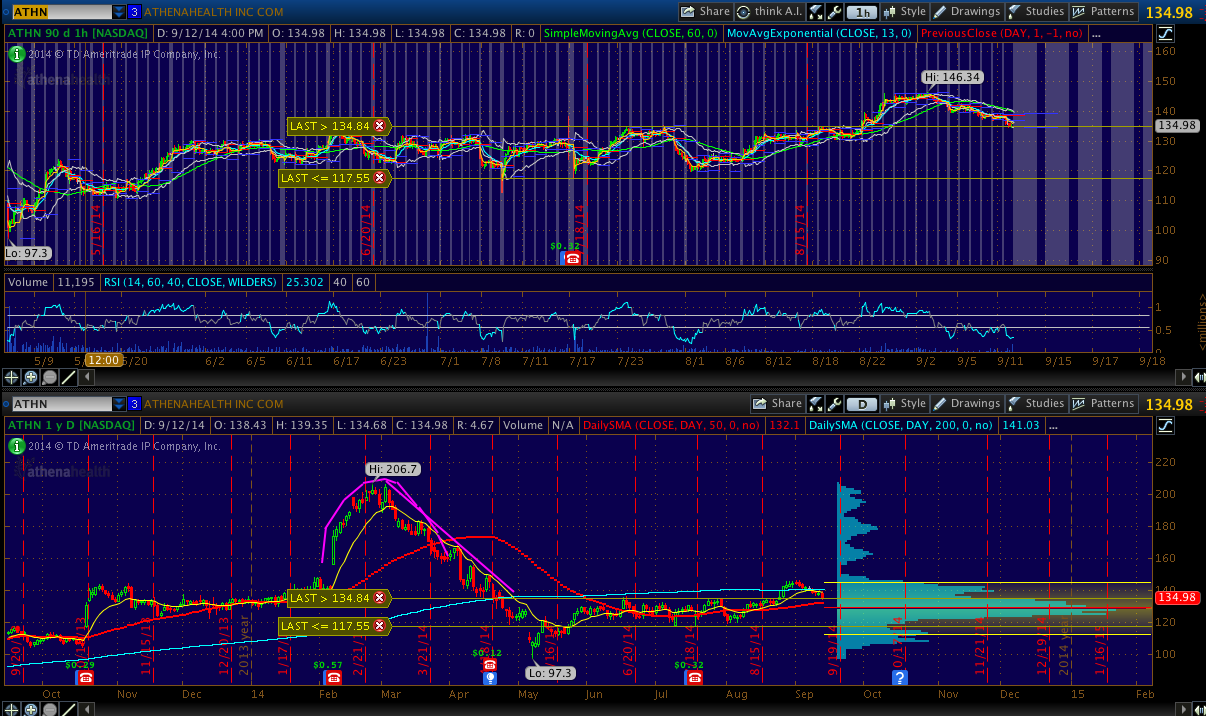 ATHN 3 ATHENAHEALTH INC COM Share think A.I. 1h Style Drawings Studies Patterns 134.98
ATHN 90 d 1h [NASDAQ] D: 9/12/14 4:00 PM O: 134.98 H: 134.98 L: 134.98 C: 134.98 R: 0 SimpleMovingAvg (CLOSE, 60, 0) MovAvgExponential (CLOSE, 13, 0) PreviousClose (DAY, 1, -1, no) ...
2014 © TD Ameritrade IP Company, Inc.
athenahealth
Hi: 146.34
LAST > 134.84
LAST <= 117.55
Lo: 97.3
5/16/14 6/20/14 18/14 8/15/14
$0.32
160
150
140
134.98
130
120
110
100
90
Volume 11,195 RSI (14, 60, 40, CLOSE, WILDERS) 25.302 40 60
1
0.5
0
<millions>
5/9 12:00 5/20 6/2 6/5 6/11 6/17 6/23 7/1 7/8 7/11 7/17 7/23 8/1 8/6 8/12 8/18 8/22 9/2 9/5 9/11 9/15 9/17 9/18
ATHN 3 ATHENAHEALTH INC COM Share D Style Drawings Studies Patterns 134.98
ATHN 1 y D [NASDAQ] D: 9/12/14 O: 138.43 H: 139.35 L: 134.68 C: 134.98 R: 4.67 Volume N/A DailySMA (CLOSE, DAY, 50, 0, no) 132.1 DailySMA (CLOSE, DAY, 200, 0, no) 141.03 ...
2014 © TD Ameritrade IP Company, Inc.
athenahealth
Hi: 206.7
LAST > 134.84
LAST <= 117.55
Lo: 97.3
220
200
180
160
140
134.98
120
100
11/15/13 12/21/13 2013 year 1/17/14 2/21/14 3/21/14 6/20/14 8/15/14 9/19/14 11/21/14 12/19/14 2014 year 1/16/15
$0.29 $0.57 $0.12 $0.32
Oct Nov Dec 14 Feb Mar Apr May Jun Jul Aug Sep Oct Nov Dec 15 Feb